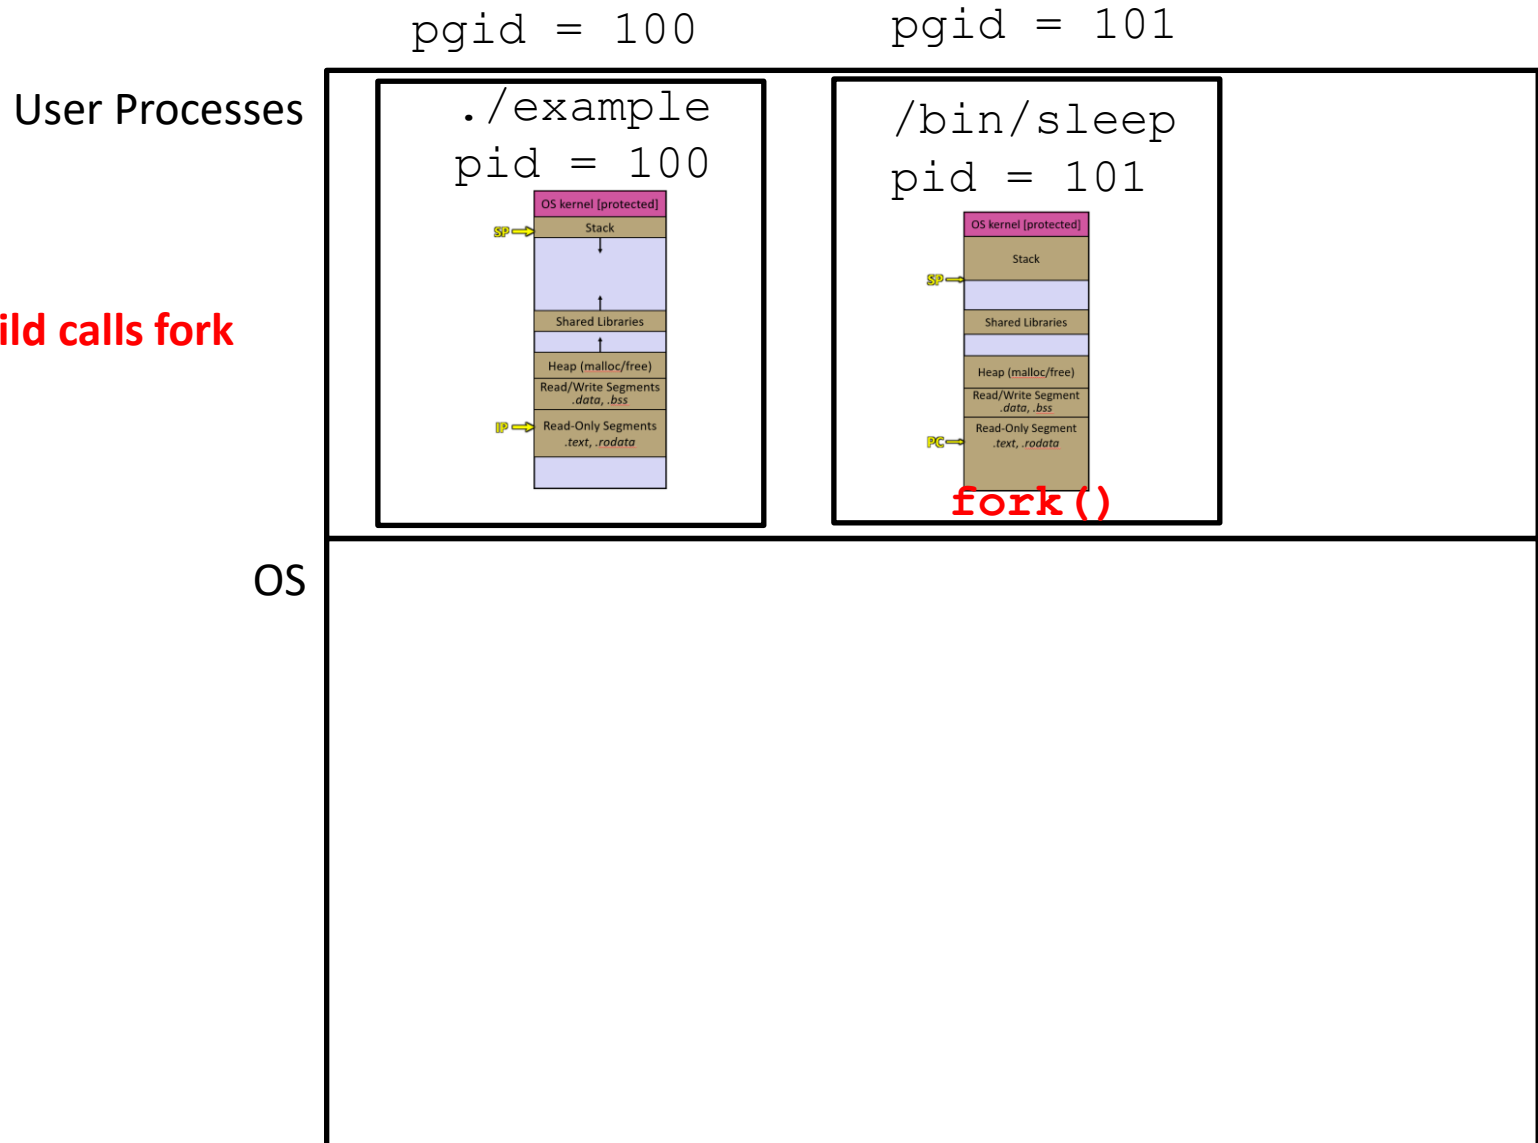 pgid = 100
pgid = 101
User Processes
./example
pid = 100
OS kernel [protected]
SP
Stack
Shared Libraries
Heap (malloc/free)
Read/Write Segments
.data, .bss
IP
Read-Only Segments
.text, .rodata
/bin/sleep
pid = 101
OS kernel [protected]
Stack
SP
Shared Libraries
Heap (malloc/free)
Read/Write Segment
.data, .bss
PC
Read-Only Segment
.text, .rodata
fork()
ild calls fork
OS